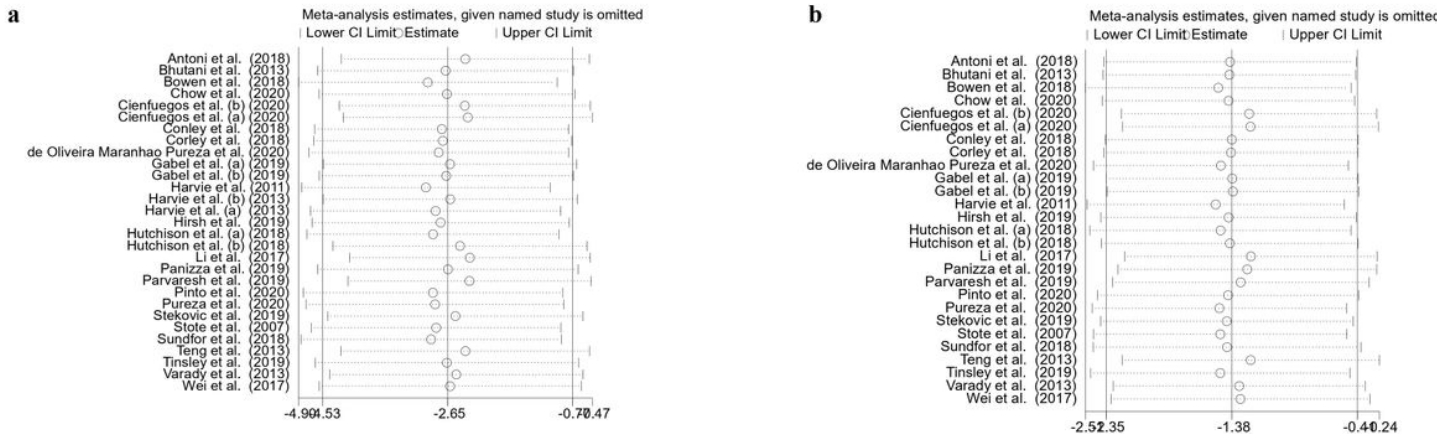 a
Meta-analysis estimates, given named study is omitted
Lower CI Limit Estimate Upper CI Limit
Antoni et al. (2018)
Bhutani et al. (2013)
Bowen et al. (2018)
Chow et al. (2020)
Cienfuegos et al. (b) (2020)
Cienfuegos et al. (a) (2020)
Conley et al. (2018)
Corley et al. (2018)
de Oliveira Maranhao Pureza et al. (2020)
Gabel et al. (a) (2019)
Gabel et al. (b) (2019)
Harvie et al. (2011)
Harvie et al. (b) (2013)
Harvie et al. (a) (2013)
Hirsh et al. (2019)
Hutchison et al. (a) (2018)
Hutchison et al. (b) (2018)
Li et al. (2017)
Panizza et al. (2019)
Parvaresh et al. (2019)
Pinto et al. (2020)
Pureza et al. (2020)
Stekovic et al. (2019)
Stote et al. (2007)
Sundfor et al. (2018)
Teng et al. (2013)
Tinsley et al. (2019)
Varady et al. (2013)
Wei et al. (2017)
-4.53 -2.65
b
Meta-analysis estimates, given named study is omitted
Lower CI Limit Estimate Upper CI Limit
Antoni et al. (2018)
Bhutani et al. (2013)
Bowen et al. (2018)
Chow et al. (2020)
Cienfuegos et al. (b) (2020)
Cienfuegos et al. (a) (2020)
Conley et al. (2018)
Corley et al. (2018)
de Oliveira Maranhao Pureza et al. (2020)
Gabel et al. (a) (2019)
Gabel et al. (b) (2019)
Harvie et al. (2011)
Hirsh et al. (2019)
Hutchison et al. (a) (2018)
Hutchison et al. (b) (2018)
Li et al. (2017)
Panizza et al. (2019)
Parvaresh et al. (2019)
Pinto et al. (2020)
Pureza et al. (2020)
Stekovic et al. (2019)
Stote et al. (2007)
Sundfor et al. (2018)
Teng et al. (2013)
Tinsley et al. (2019)
Varady et al. (2013)
Wei et al. (2017)
-2.35 -1.38